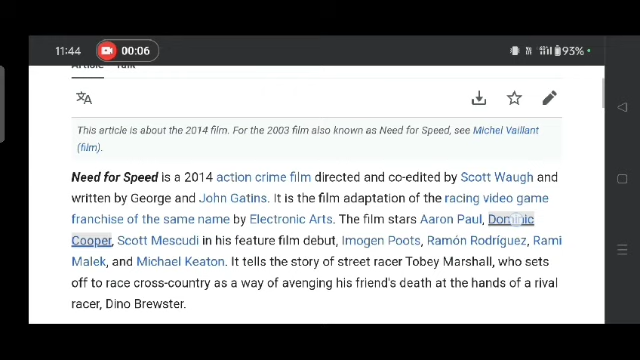 11:44 00:06 93%
Article Talk
This article is about the 2014 film. For the 2003 film also known as Need for Speed, see Michel Vaillant
(film).
Need for Speed is a 2014 action crime film directed and co-edited by Scott Waugh and
written by George and John Gatins. It is the film adaptation of the racing video game
franchise of the same name by Electronic Arts. The film stars Aaron Paul, Dominic
Cooper, Scott Mescudi in his feature film debut, Imogen Poots, Ramón Rodríguez, Rami
Malek, and Michael Keaton. It tells the story of street racer Tobey Marshall, who sets
off to race cross-country as a way of avenging his friend's death at the hands of a rival
racer, Dino Brewster.